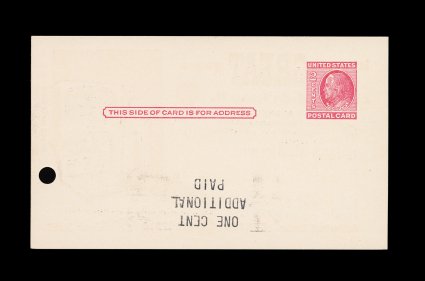 UNITED STATES
POSTAL CARD
THIS SIDE OF CARD IS FOR ADDRESS
ONE CENT
ADDITIONAL
PAID